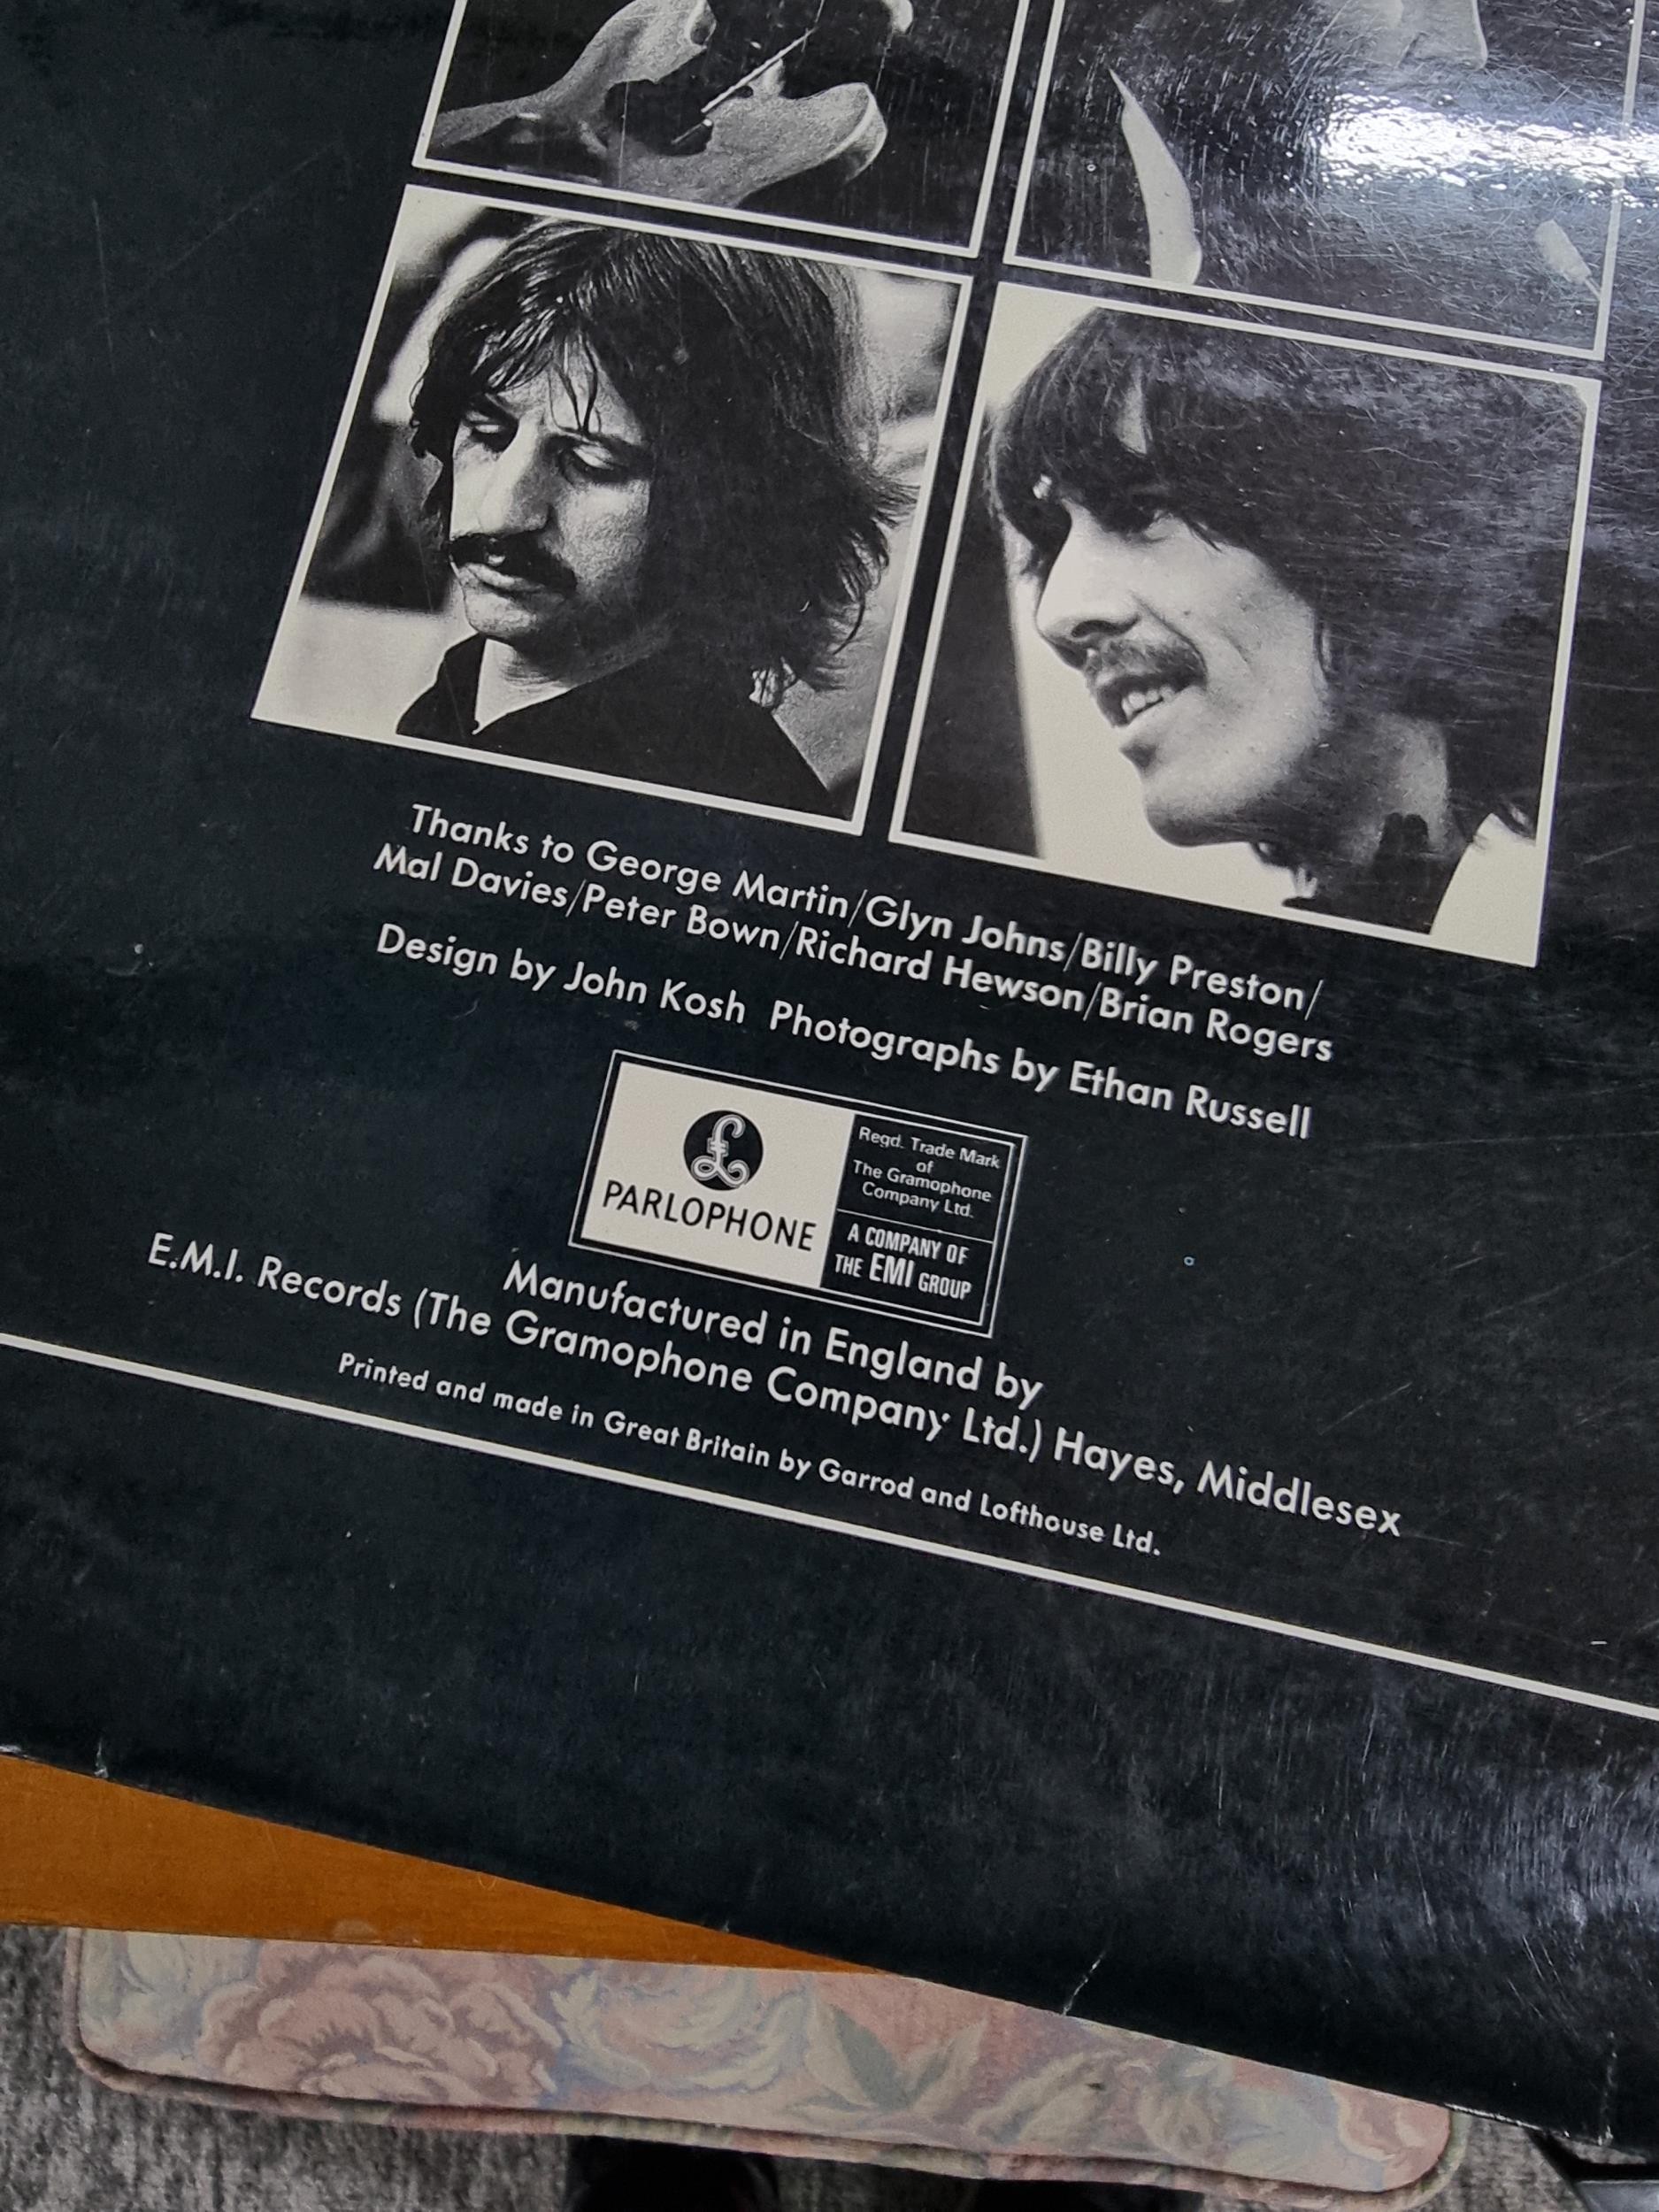 Thanks to George Martin/Glyn Johns/Billy Preston/
Mal Davies/Peter Bown/Richard Hewson/Brian Rogers
Design by John Kosh Photographs by Ethan Russell
£
PARLOPHONE
Regd. Trade Mark
of
The Gramophone
Company Ltd.
A COMPANY OF
THE EMI GROUP
Manufactured in England by
E.M.I. Records (The Gramophone Company Ltd.) Hayes, Middlesex
Printed and made in Great Britain by Garrod and Lofthouse Ltd.